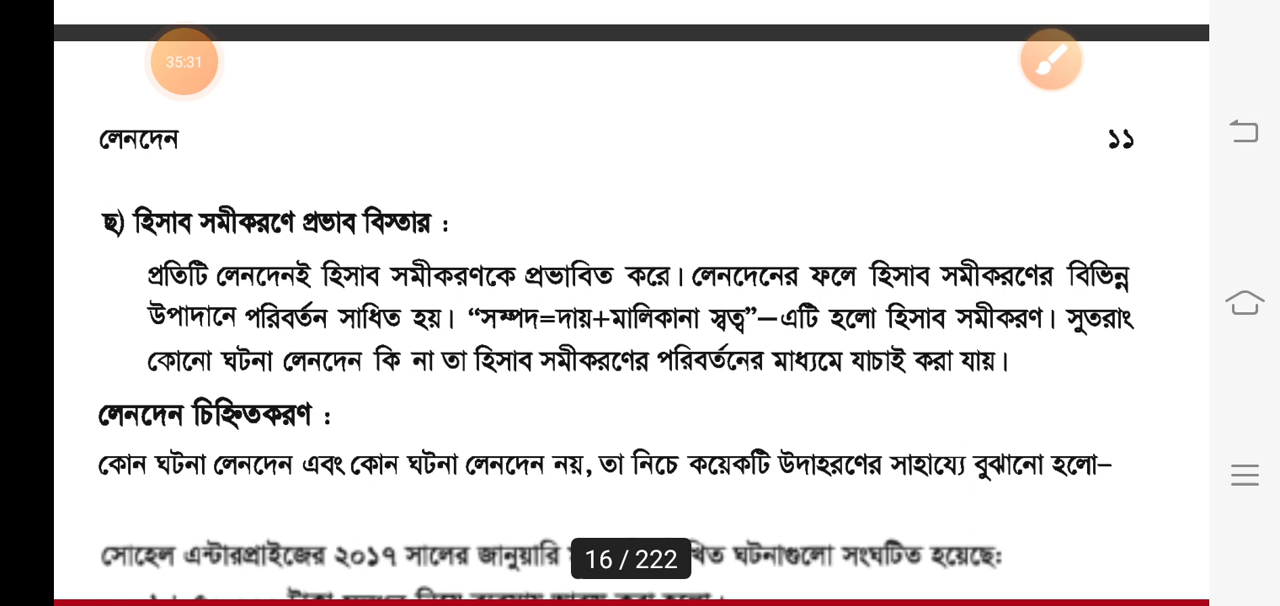 35:31
লেনদেন ১১
ছ) হিসাব সমীকরণে প্রভাব বিস্তার :
প্রতিটি লেনদেনই হিসাব সমীকরণকে প্রভাবিত করে। লেনদেনের ফলে হিসাব সমীকরণের বিভিন্ন
উপাদানে পরিবর্তন সাধিত হয়। “সম্পদ=দায়+মালিকানা স্বত্ব”—এটি হলো হিসাব সমীকরণ। সুতরাং
কোনো ঘটনা লেনদেন কি না তা হিসাব সমীকরণের পরিবর্তনের মাধ্যমে যাচাই করা যায়।
লেনদেন চিহ্নিতকরণ :
কোন ঘটনা লেনদেন এবং কোন ঘটনা লেনদেন নয়, তা নিচে কয়েকটি উদাহরণের সাহায্যে বুঝানো হলো–
সোহেল এন্টারপ্রাইজের ২০১৭ সালের জানুয়ারি ঘটনাগুলো সংঘটিত হয়েছে:
16 / 222